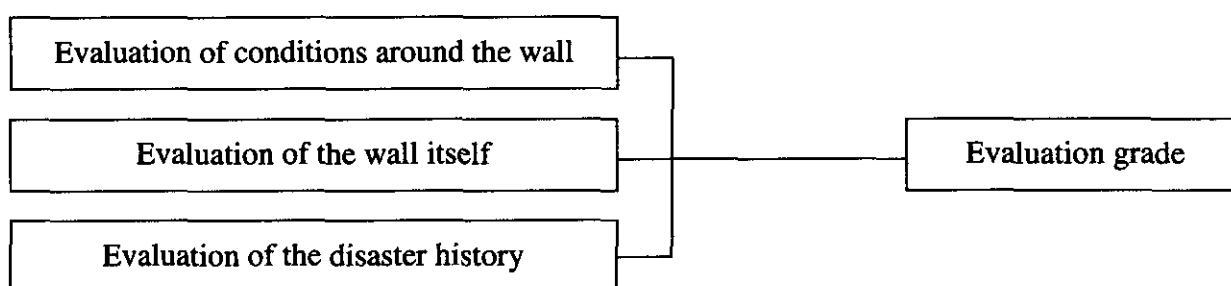 Evaluation of conditions around the wall
Evaluation of the wall itself
Evaluation grade
Evaluation of the disaster history